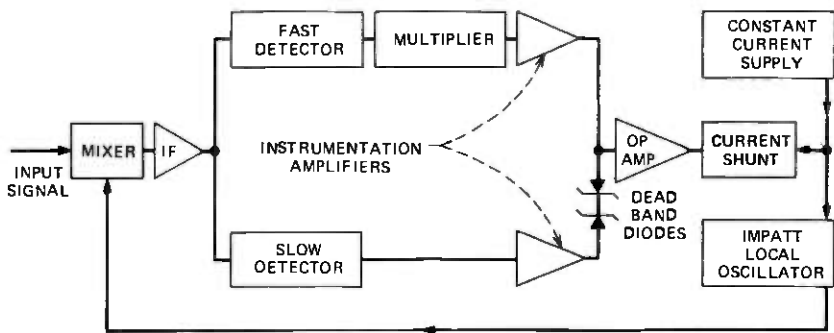 FAST
DETECTOR
MULTIPLIER
CONSTANT
CURRENT
SUPPLY
MIXER
IF
INPUT
SIGNAL
INSTRUMENTATION
AMPLIFIERS
OP
AMP
CURRENT
SHUNT
DEAD
BAND
DIODES
SLOW
DETECTOR
IMPATT
LOCAL
OSCILLATOR